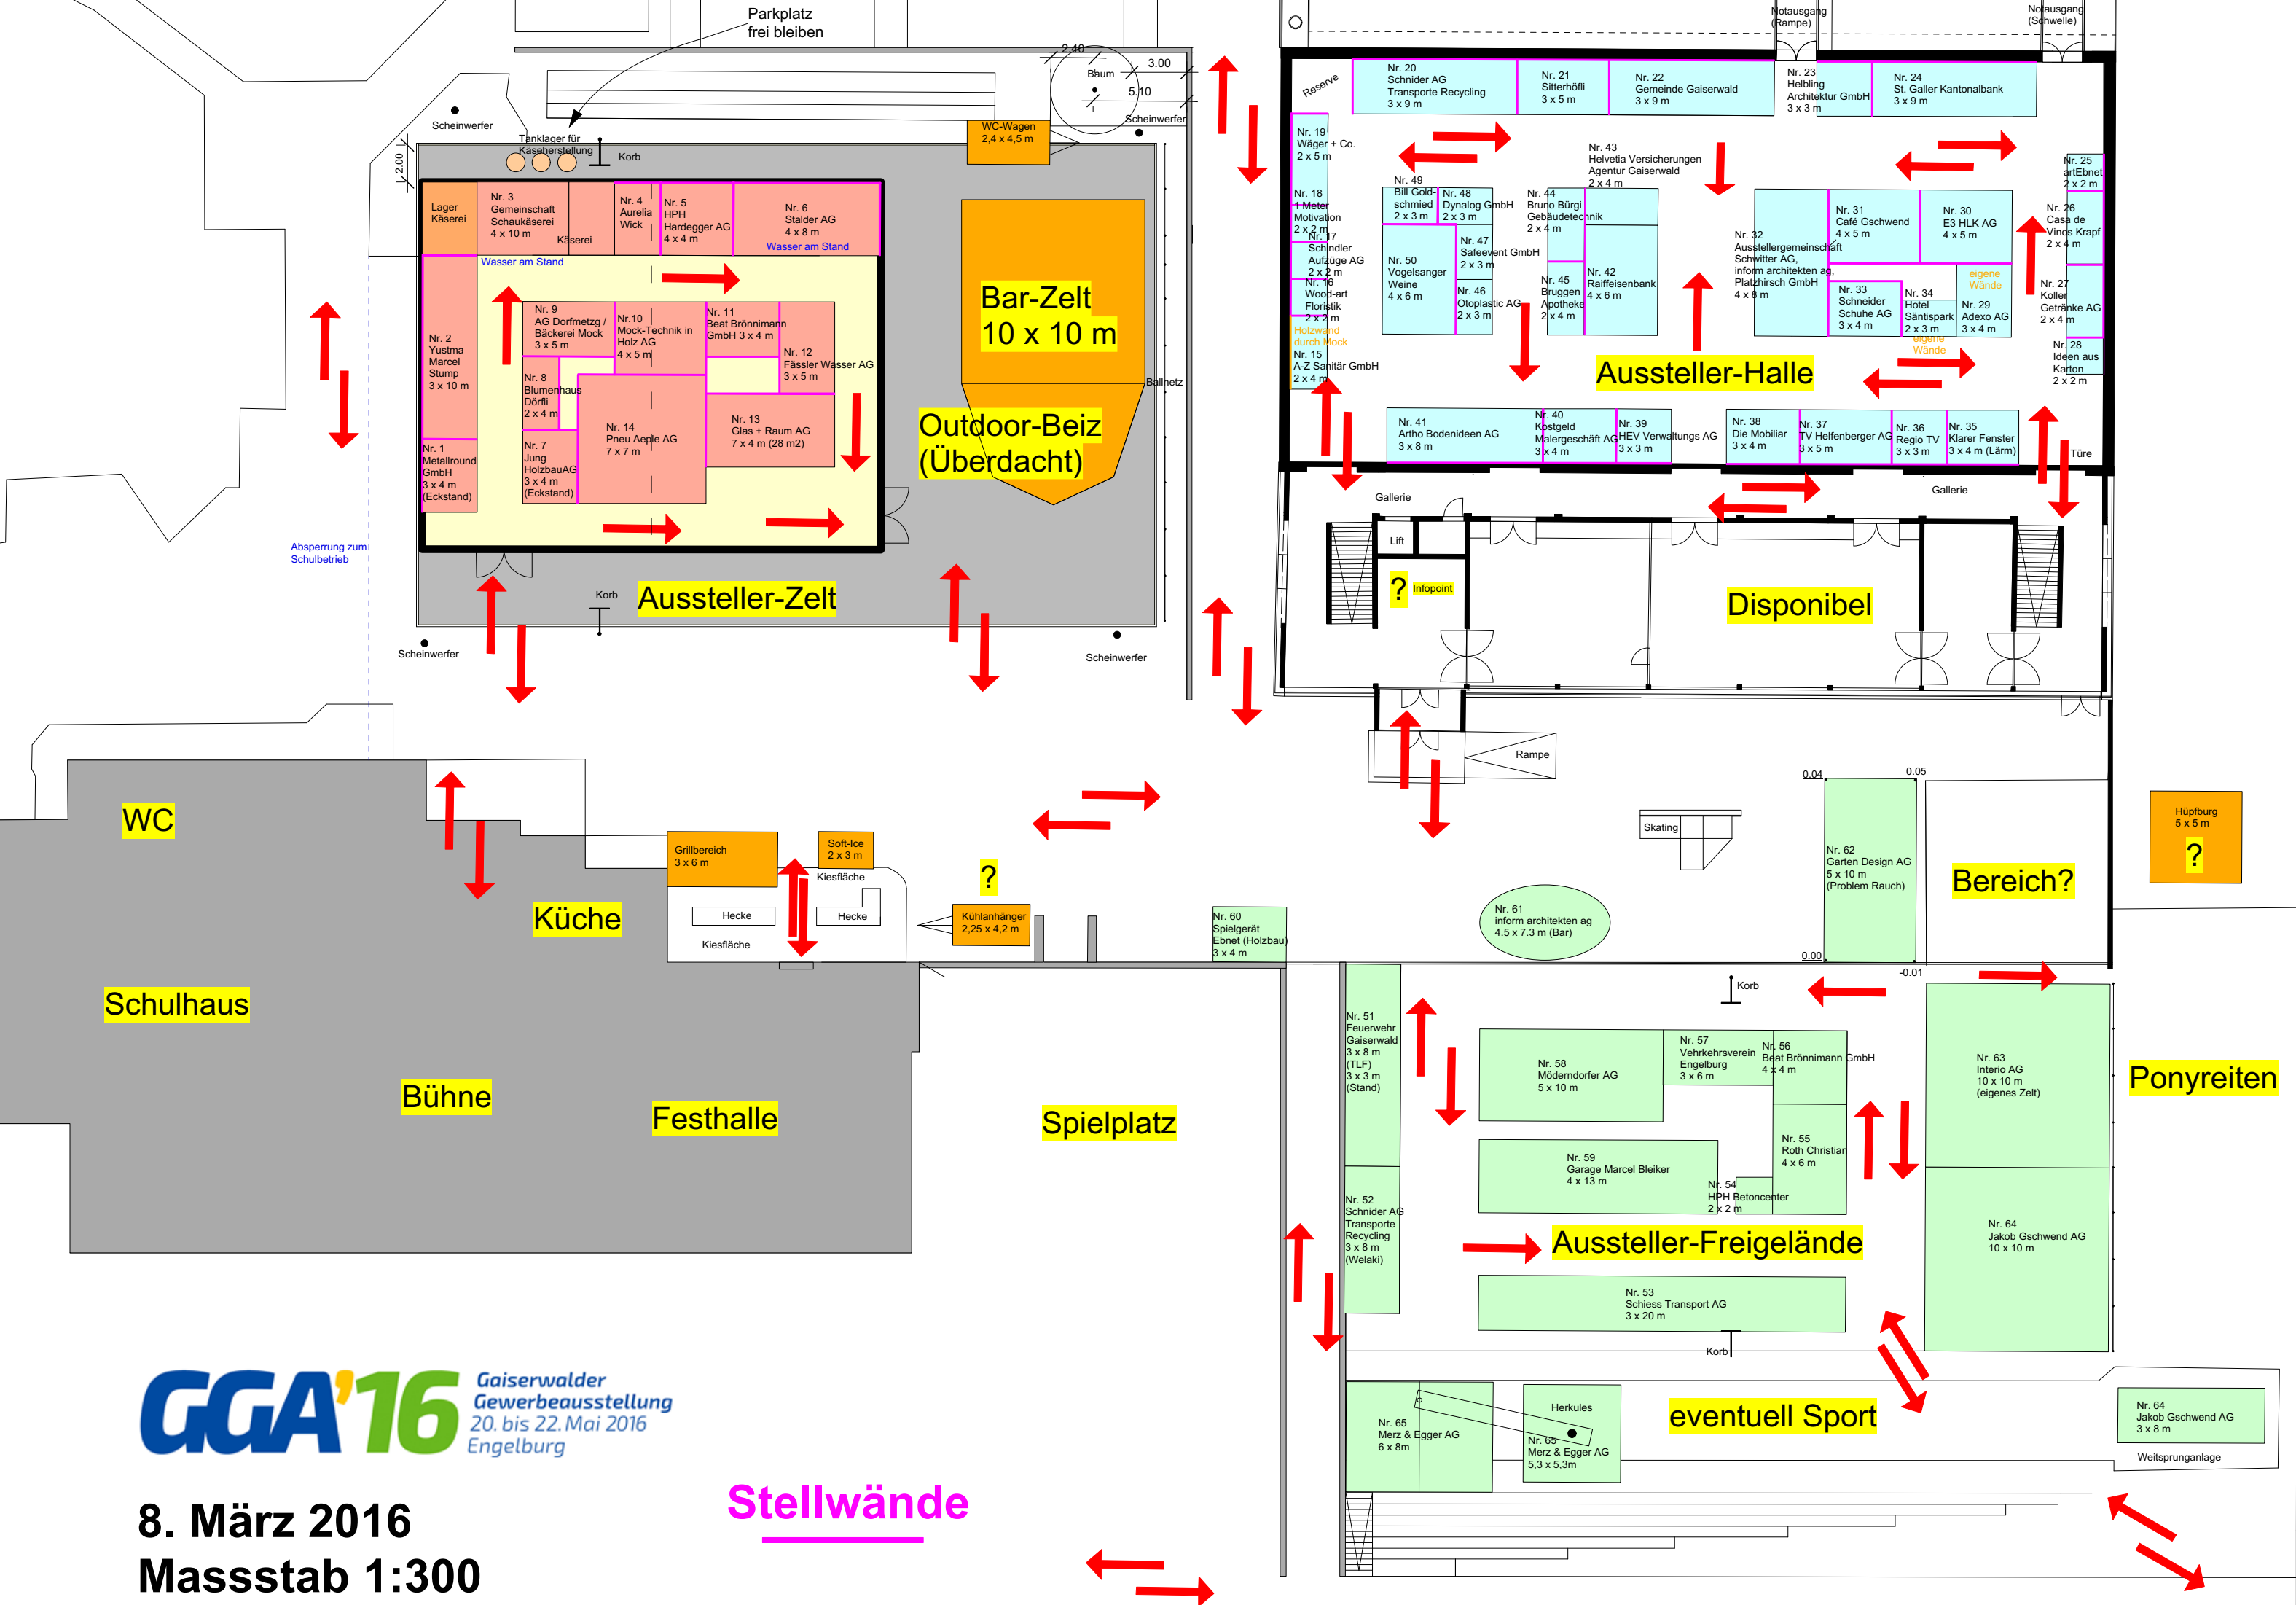 Parkplatz
frei bleiben
Notausgang
(Rampe)
Notausgang
(Schwelle)
2.40
3.00
Baum
5.10
Scheinwerfer
Scheinwerfer
2.00
Tanklager für
Käseherstellung
Korb
WC-Wagen
2,4 x 4,5 m
Lager
Käserei
Nr. 3
Gemeinschaft
Schaukäserei
4 x 10 m
Käserei
Nr. 4
Aurelia
Wick
Nr. 5
HPH
Hardegger AG
4 x 4 m
Nr. 6
Stalder AG
4 x 8 m
Wasser am Stand
Wasser am Stand
Nr. 2
Yustma
Marcel
Stump
3 x 10 m
Nr. 1
Metallround
GmbH
3 x 4 m
(Eckstand)
Nr. 9
AG Dorfmetzg /
Bäckerei Mock
3 x 5 m
Nr.10
Mock-Technik in
Holz AG
4 x 5 m
Nr. 11
Beat Brönnimann
GmbH 3 x 4 m
Nr. 12
Fässler Wasser AG
3 x 5 m
Nr. 8
Blumenhaus
Dörfli
2 x 4 m
Nr. 7
Jung
HolzbauAG
3 x 4 m
(Eckstand)
Nr. 14
Pneu Aeple AG
7 x 7 m
Nr. 13
Glas + Raum AG
7 x 4 m (28 m2)
Bar-Zelt
10 x 10 m
Outdoor-Beiz
(Überdacht)
Ballnetz
Absperrung zum
Schulbetrieb
Korb
Aussteller-Zelt
Scheinwerfer
Scheinwerfer
Reserve
Nr. 20
Schnider AG
Transporte Recycling
3 x 9 m
Nr. 21
Sitterhöfli
3 x 5 m
Nr. 22
Gemeinde Gaiserwald
3 x 9 m
Nr. 23
Helbling
Architektur GmbH
3 x 3 m
Nr. 24
St. Galler Kantonalbank
3 x 9 m
Nr. 19
Wäger + Co.
2 x 5 m
Nr. 18
1 Meter
Motivation
2 x 2 m
Nr. 17
Schindler
Aufzüge AG
2 x 2 m
Nr. 16
Wood-art
Floristik
2 x 2 m
Holzwand
durch Mock
Nr. 15
A-Z Sanitär GmbH
2 x 4 m
Nr. 49
Bill Gold-
schmied
2 x 3 m
Nr. 48
Dynalog GmbH
2 x 3 m
Nr. 50
Vogelsanger
Weine
4 x 6 m
Nr. 47
Safeevent GmbH
2 x 3 m
Nr. 46
Otoplastic AG
2 x 3 m
Nr. 43
Helvetia Versicherungen
Agentur Gaiserwald
2 x 4 m
Nr. 44
Bruno Bürgi
Gebäudetechnik
2 x 4 m
Nr. 45
Bruggen
Apotheke
2 x 4 m
Nr. 42
Raiffeisenbank
4 x 6 m
Nr. 32
Ausstellergemeinschaft
Schwitter AG,
inform architekten ag,
Platzhirsch GmbH
4 x 8 m
Nr. 31
Café Gschwend
4 x 5 m
Nr. 30
E3 HLK AG
4 x 5 m
Nr. 33
Schneider
Schuhe AG
3 x 4 m
Nr. 34
Hotel
Säntispark
2 x 3 m
eigene
Wände
eigene
Wände
Nr. 29
Adexo AG
3 x 4 m
Nr. 25
artEbnet
2 x 2 m
Nr. 26
Casa de
Vinos Krapf
2 x 4 m
Nr. 27
Koller
Getränke AG
2 x 4 m
Nr. 28
Ideen aus
Karton
2 x 2 m
Aussteller-Halle
Nr. 41
Artho Bodenideen AG
3 x 8 m
Nr. 40
Kostgeld
Malergeschäft AG
3 x 4 m
Nr. 39
HEV Verwaltungs AG
3 x 3 m
Nr. 38
Die Mobiliar
3 x 4 m
Nr. 37
TV Helfenberger AG
3 x 5 m
Nr. 36
Regio TV
3 x 3 m
Nr. 35
Klarer Fenster
3 x 4 m (Lärm)
Türe
Gallerie
Gallerie
Lift
? Infopoint
Disponibel
Rampe
Skating
0.04
0.05
0.00
-0.01
Nr. 62
Garten Design AG
5 x 10 m
(Problem Rauch)
Bereich?
Hüpfburg
5 x 5 m
?
WC
Küche
Schulhaus
Bühne
Festhalle
Grillbereich
3 x 6 m
Soft-Ice
2 x 3 m
Kiesfläche
Hecke
Hecke
Kiesfläche
?
Kühlanhänger
2,25 x 4,2 m
Nr. 60
Spielgerät
Ebnet (Holzbau)
3 x 4 m
Nr. 61
inform architekten ag
4.5 x 7.3 m (Bar)
Korb
Spielplatz
Nr. 51
Feuerwehr
Gaiserwald
3 x 8 m
(TLF)
3 x 3 m
(Stand)
Nr. 52
Schnider AG
Transporte
Recycling
3 x 8 m
(Welaki)
Nr. 58
Möderndorfer AG
5 x 10 m
Nr. 57
Vehrkehrsverein
Engelburg
3 x 6 m
Nr. 56
Beat Brönnimann GmbH
4 x 4 m
Nr. 59
Garage Marcel Bleiker
4 x 13 m
Nr. 55
Roth Christian
4 x 6 m
Nr. 54
HPH Betoncenter
2 x 2 m
Nr. 63
Interio AG
10 x 10 m
(eigenes Zelt)
Ponyreiten
Nr. 64
Jakob Gschwend AG
10 x 10 m
Aussteller-Freigelände
Nr. 53
Schiess Transport AG
3 x 20 m
Korb
Nr. 65
Merz & Egger AG
6 x 8m
Herkules
Nr. 65
Merz & Egger AG
5,3 x 5,3m
eventuell Sport
Nr. 64
Jakob Gschwend AG
3 x 8 m
Weitsprunganlage
GGA'16
Gaiserwalder
Gewerbeausstellung
20. bis 22. Mai 2016
Engelburg
8. März 2016
Massstab 1:300
Stellwände